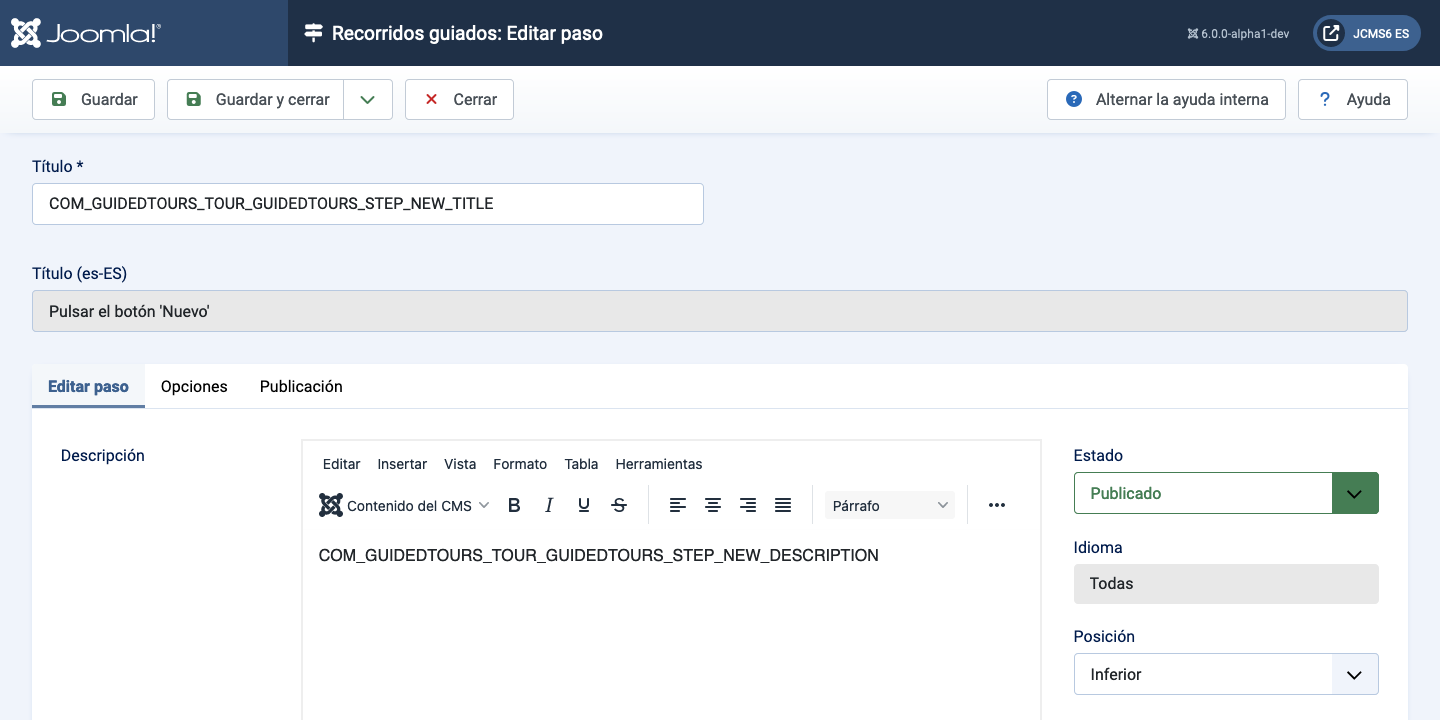 Joomla!®
Recorridos guiados: Editar paso
6.0.0-alpha1-dev
JCMS6 ES
Guardar
Guardar y cerrar
Cerrar
Alternar la ayuda interna
? Ayuda
Título *
COM_GUIDEDTOURS_TOUR_GUIDEDTOURS_STEP_NEW_TITLE
Título (es-ES)
Pulsar el botón 'Nuevo'
Editar paso
Opciones
Publicación
Descripción
Editar Insertar Vista Formato Tabla Herramientas
Contenido del CMS B I U S Párrafo
COM_GUIDEDTOURS_TOUR_GUIDEDTOURS_STEP_NEW_DESCRIPTION
Estado
Publicado
Idioma
Todas
Posición
Inferior